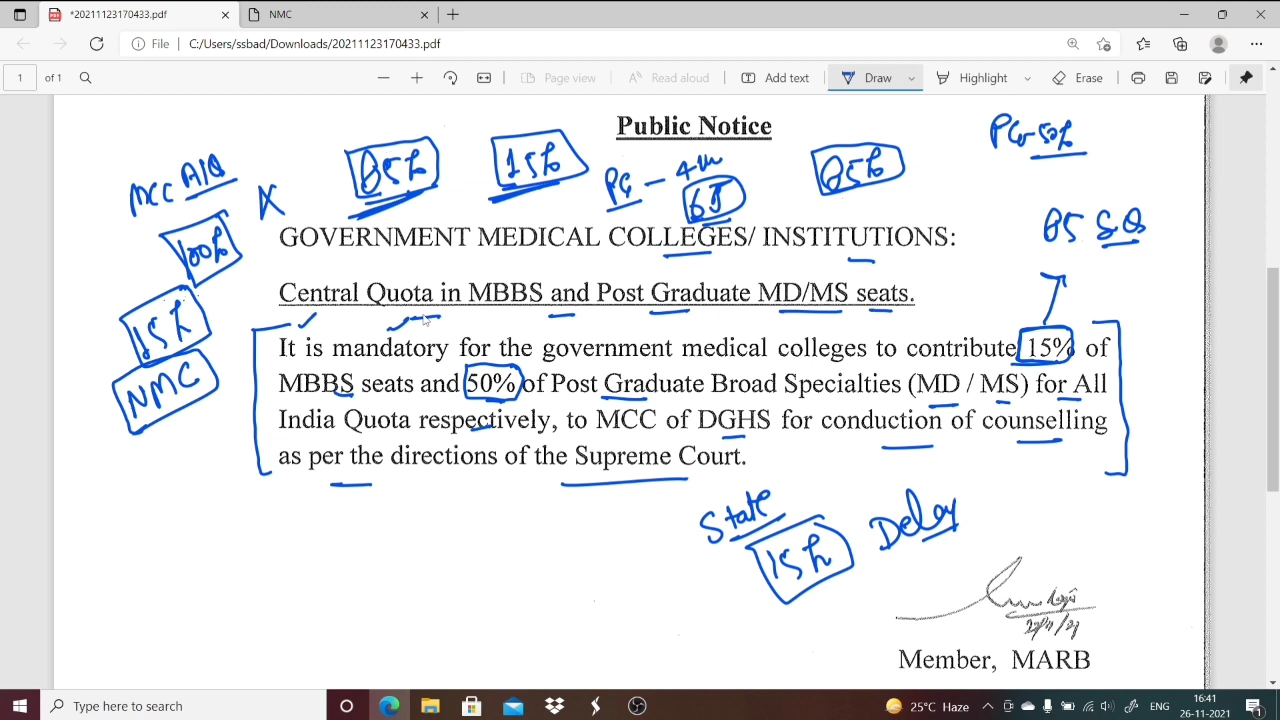 *20211123170433.pdf
NMC
File
C:/Users/ssbad/Downloads/20211123170433.pdf
1 of 1
Page view
Read aloud
Add text
Draw
Highlight
Erase
Public Notice
PG-50%
MCC AIQ
X
85%
15%
PG - 4th
6J
85%
100%
85 SQ
GOVERNMENT MEDICAL COLLEGES/ INSTITUTIONS:
Central Quota in MBBS and Post Graduate MD/MS seats.
15%
NMC
It is mandatory for the government medical colleges to contribute 15% of
MBBS seats and 50% of Post Graduate Broad Specialties (MD / MS) for All
India Quota respectively, to MCC of DGHS for conduction of counselling
as per the directions of the Supreme Court.
State
15%
Delay
Member, MARB
Type here to search
25°C Haze
ENG
16:41
26-11-2021
1